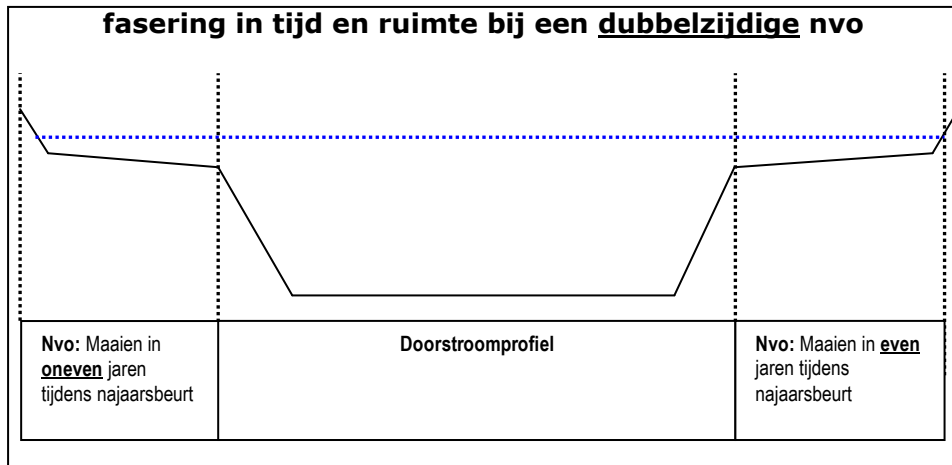 fasering in tijd en ruimte bij een dubbelzijdige nvo
Nvo: Maaien in
oneven jaren
tijdens najaarsbeurt
Doorstroomprofiel
Nvo: Maaien in even
jaren tijdens
najaarsbeurt